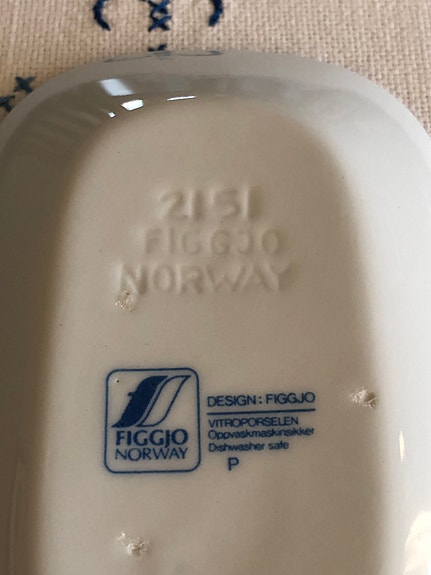 2151
FIGGJO
NORWAY
FIGGJO
NORWAY
DESIGN: FIGGJO
VITROPORSELEN
Oppvaskmaskinsikker
Dishwasher safe
P